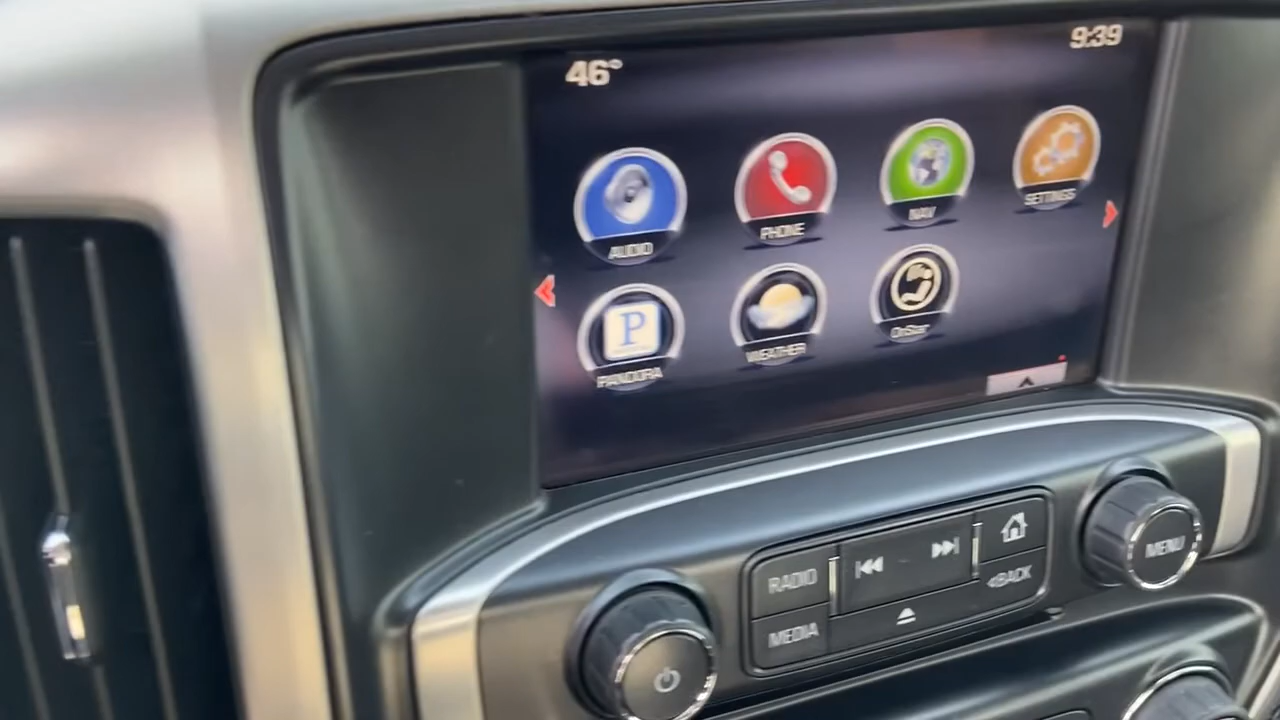 46° 9:39
AUDIO PHONE NAV SETTINGS
P
PANDORA WEATHER OnStar
RADIO
MEDIA
BACK
MENU